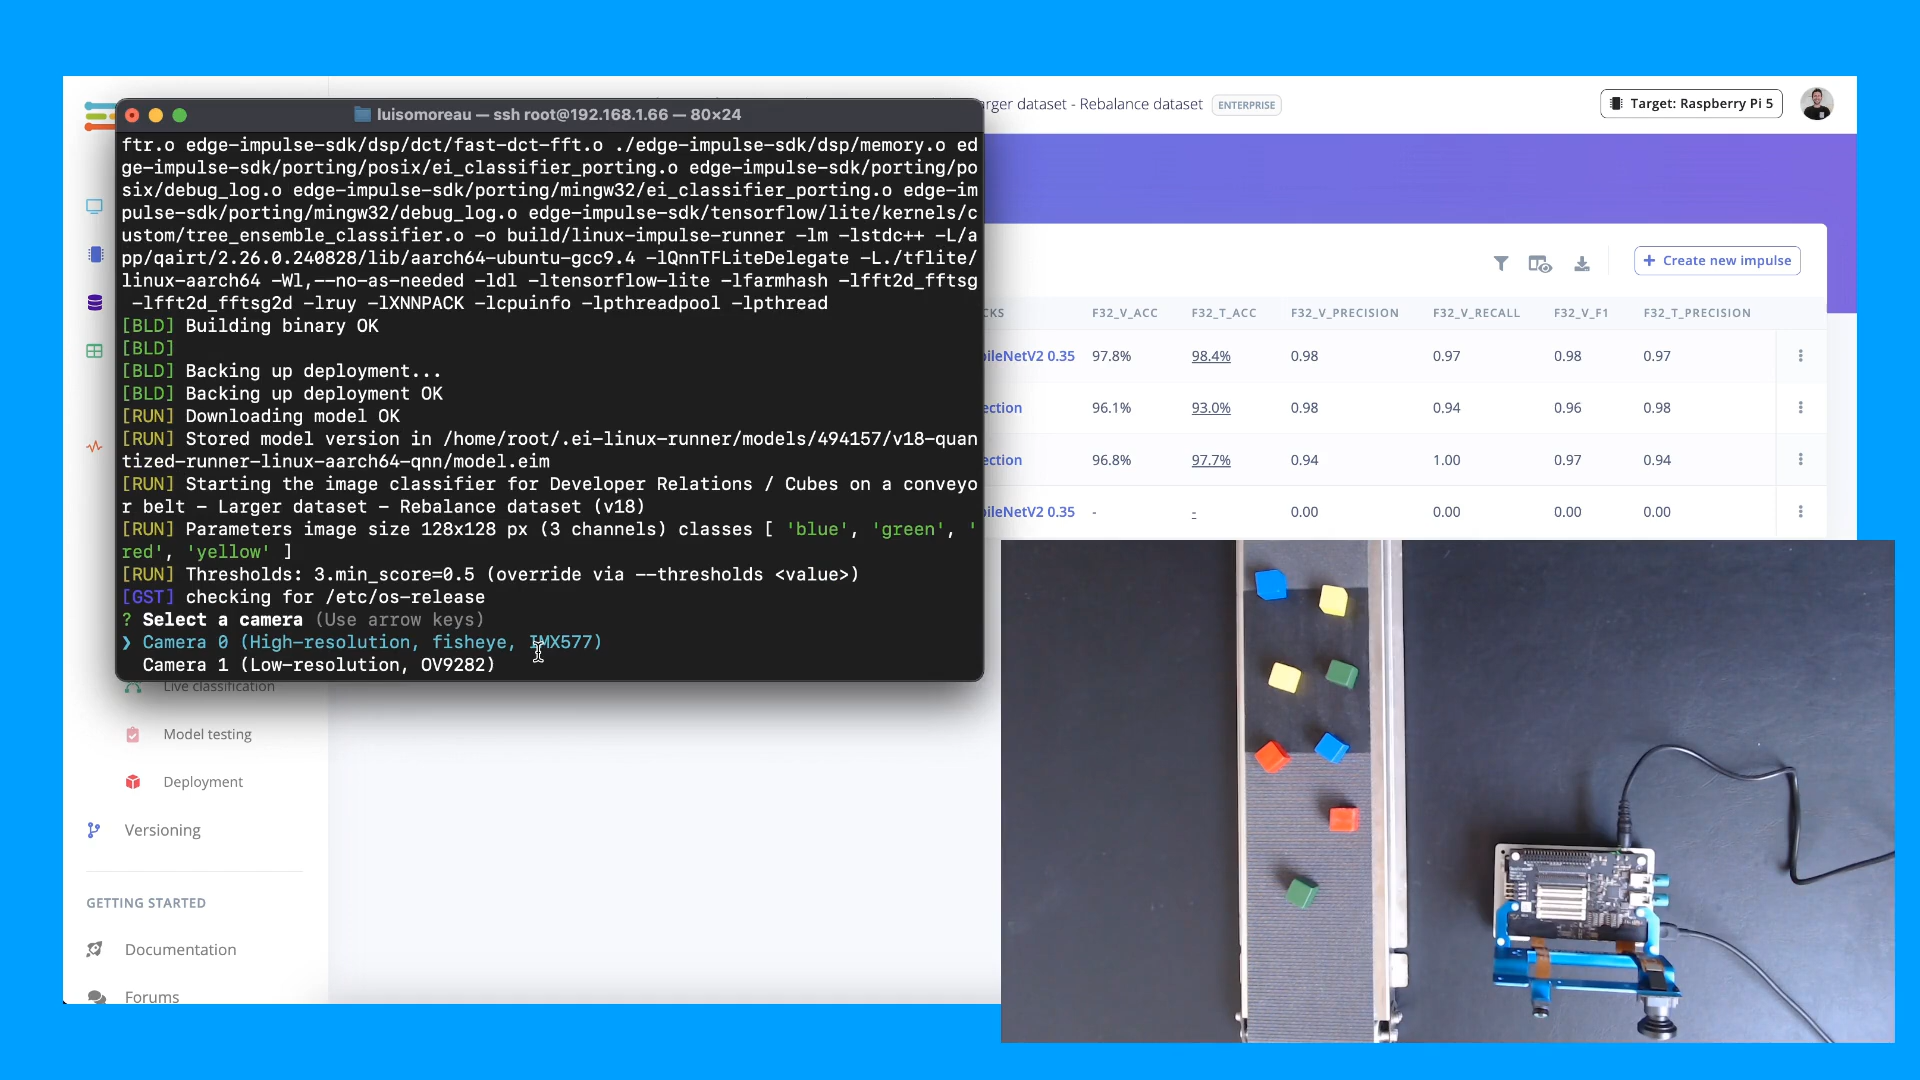 luisomoreau — ssh root@192.168.1.66 — 80×24
ftr.o edge-impulse-sdk/dsp/dct/fast-dct-fft.o ./edge-impulse-sdk/dsp/memory.o ed
ge-impulse-sdk/porting/posix/ei_classifier_porting.o edge-impulse-sdk/porting/po
six/debug_log.o edge-impulse-sdk/porting/mingw32/ei_classifier_porting.o edge-im
pulse-sdk/porting/mingw32/debug_log.o edge-impulse-sdk/tensorflow/lite/kernels/c
ustom/tree_ensemble_classifier.o -o build/linux-impulse-runner -lm -lstdc++ -L/a
pp/qairt/2.26.0.240828/lib/aarch64-ubuntu-gcc9.4 -lQnnTFLiteDelegate -L./tflite/
linux-aarch64 -Wl,--no-as-needed -ldl -ltensorflow-lite -lfarmhash -lfft2d_fftsg
-lfft2d_fftsg2d -lruy -lXNNPACK -lcpuinfo -lpthreadpool -lpthread
[BLD] Building binary OK
[BLD]
[BLD] Backing up deployment...
[BLD] Backing up deployment OK
[RUN] Downloading model OK
[RUN] Stored model version in /home/root/.ei-linux-runner/models/494157/v18-quan
tized-runner-linux-aarch64-qnn/model.eim
[RUN] Starting the image classifier for Developer Relations / Cubes on a conveyo
r belt - Larger dataset - Rebalance dataset (v18)
[RUN] Parameters image size 128x128 px (3 channels) classes [ 'blue', 'green', '
red', 'yellow' ]
[RUN] Thresholds: 3.min_score=0.5 (override via --thresholds <value>)
[GST] checking for /etc/os-release
? Select a camera (Use arrow keys)
❯ Camera 0 (High-resolution, fisheye, IMX577)
Camera 1 (Low-resolution, OV9282)
arger dataset - Rebalance dataset ENTERPRISE
Target: Raspberry Pi 5
+ Create new impulse
CKS F32_V_ACC F32_T_ACC F32_V_PRECISION F32_V_RECALL F32_V_F1 F32_T_PRECISION
bileNetV2 0.35 97.8% 98.4% 0.98 0.97 0.98 0.97
ection 96.1% 93.0% 0.98 0.94 0.96 0.98
ection 96.8% 97.7% 0.94 1.00 0.97 0.94
bileNetV2 0.35 - - 0.00 0.00 0.00 0.00
Live classification
Model testing
Deployment
Versioning
GETTING STARTED
Documentation
Forums